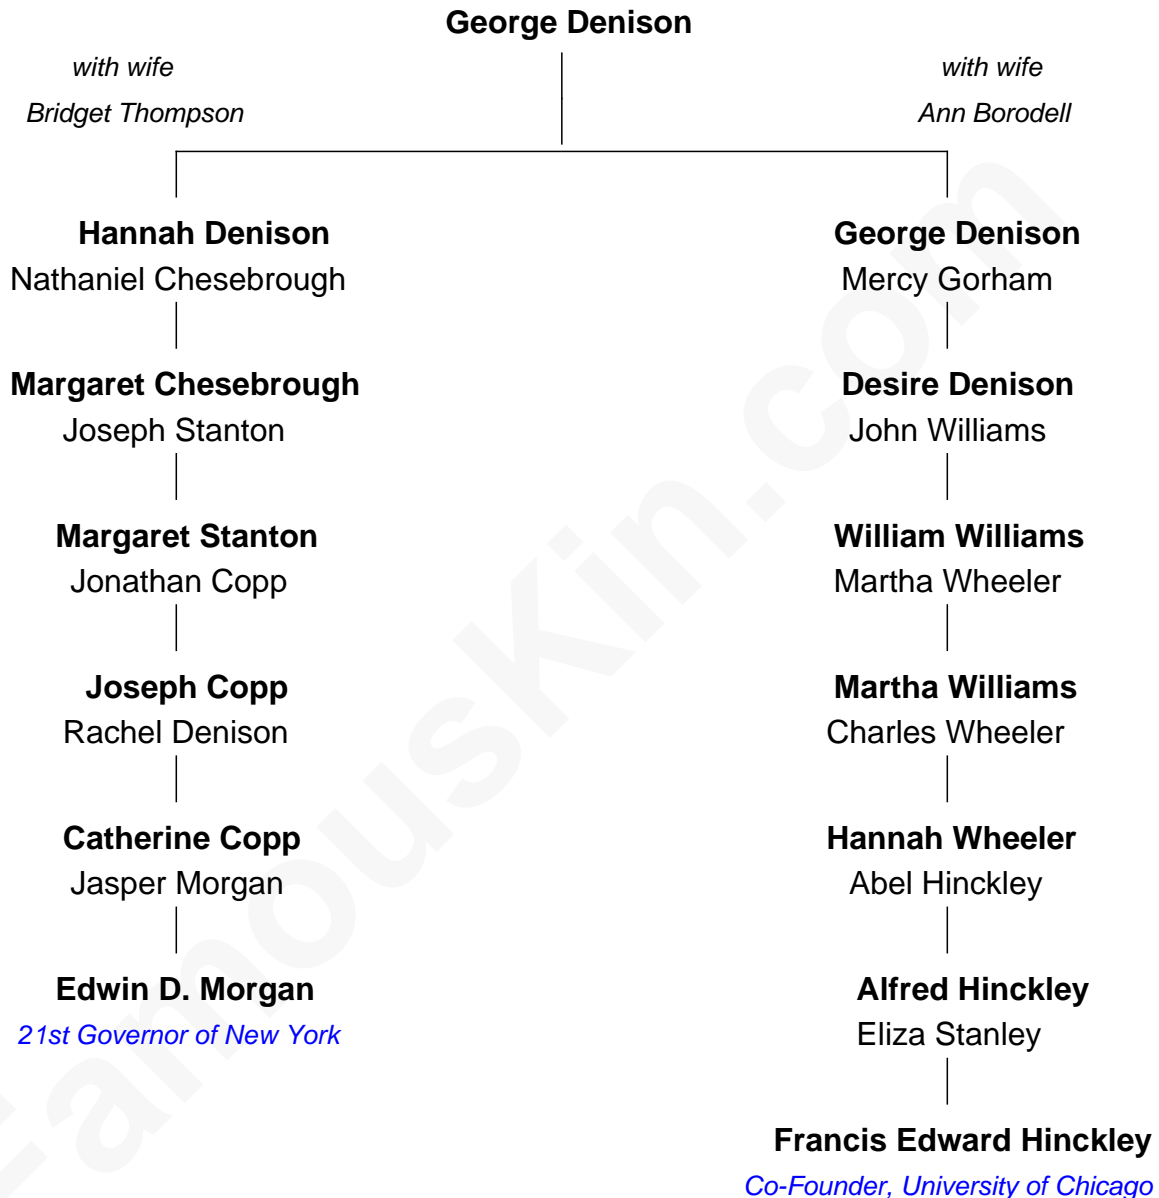 George Denison
with wife
with wife
Bridget Thompson
Ann Borodell
Hannah Denison
George Denison
Nathaniel Chesebrough
Mercy Gorham
Margaret Chesebrough
Desire Denison
Joseph Stanton
John Williams
Margaret Stanton
William Williams
Jonathan Copp
Martha Wheeler
Joseph Copp
Martha Williams
Rachel Denison
Charles Wheeler
Catherine Copp
Hannah Wheeler
Jasper Morgan
Abel Hinckley
Edwin D. Morgan
Alfred Hinckley
21st Governor of New York
Eliza Stanley
Francis Edward Hinckley
Co-Founder, University of Chicago
FamousKin.com